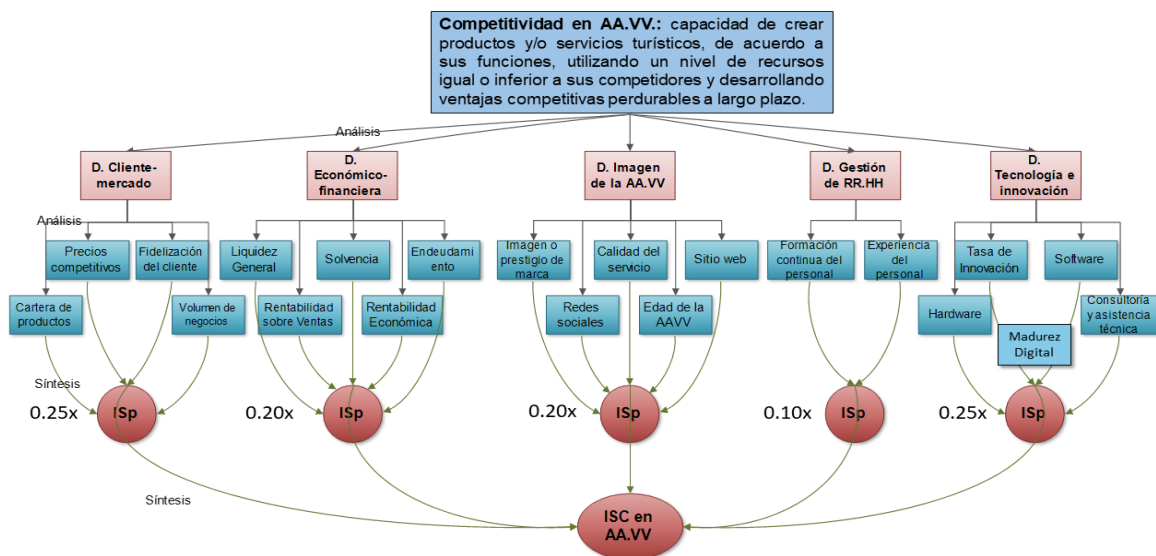 Competitividad en AA.VV.: capacidad de crear
productos y/o servicios turísticos, de acuerdo a
sus funciones, utilizando un nivel de recursos
igual o inferior a sus competidores y desarrollando
ventajas competitivas perdurables a largo plazo.
Análisis
D. Cliente-
mercado
D.
Económico-
financiera
D. Imagen
de la AA.VV
D. Gestión
de RR.HH
D.
Tecnología e
innovación
Análisis
Precios
competitivos
Fidelización
del cliente
Liquidez
General
Solvencia
Endeudami
ento
Imagen o
prestigio de
marca
Calidad del
servicio
Sitio web
Formación
continua del
personal
Experiencia
del
personal
Tasa de
Innovación
Software
Cartera de
productos
Volumen de
negocios
Rentabilidad
sobre Ventas
Rentabilidad
Económica
Redes
sociales
Edad de la
AAVV
Hardware
Madurez
Digital
Consultoría
y asistencia
técnica
Síntesis
0.25x
ISp
0.20x
ISp
0.20x
ISp
0.10x
ISp
0.25x
ISp
Síntesis
ISC en
AA.VV